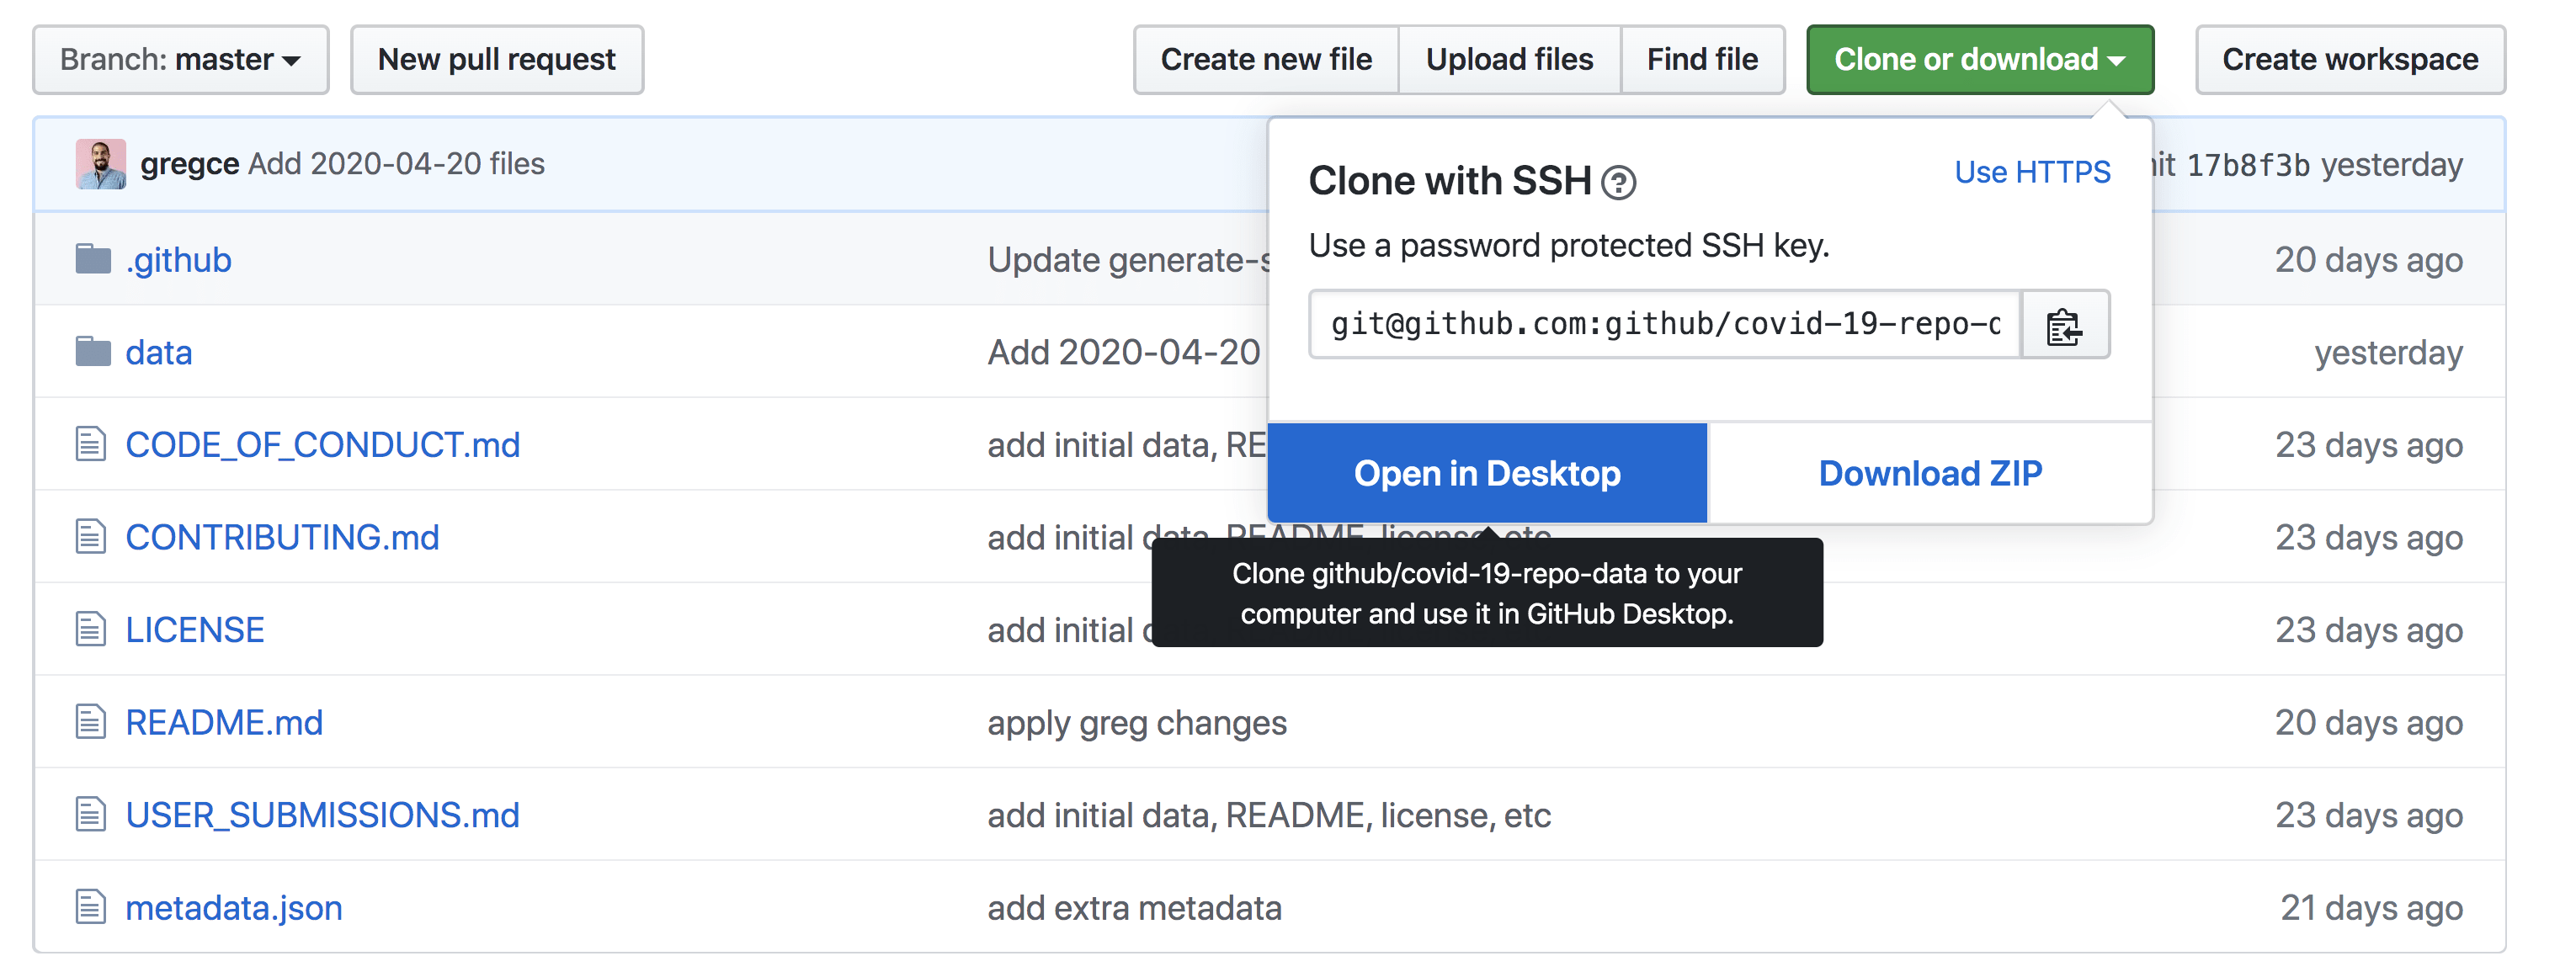 Branch: master New pull request Create new file Upload files Find file Clone or download Create workspace
gregce Add 2020-04-20 files 17b8f3b yesterday
Clone with SSH ? Use HTTPS
Use a password protected SSH key.
git@github.com:github/covid-19-repo-
Open in Desktop Download ZIP
Clone github/covid-19-repo-data to your
computer and use it in GitHub Desktop.
.github Update generate- 20 days ago
data Add 2020-04-20 yesterday
CODE_OF_CONDUCT.md add initial data, RE 23 days ago
CONTRIBUTING.md add initial data, README, license, etc 23 days ago
LICENSE add initial 23 days ago
README.md apply greg changes 20 days ago
USER_SUBMISSIONS.md add initial data, README, license, etc 23 days ago
metadata.json add extra metadata 21 days ago